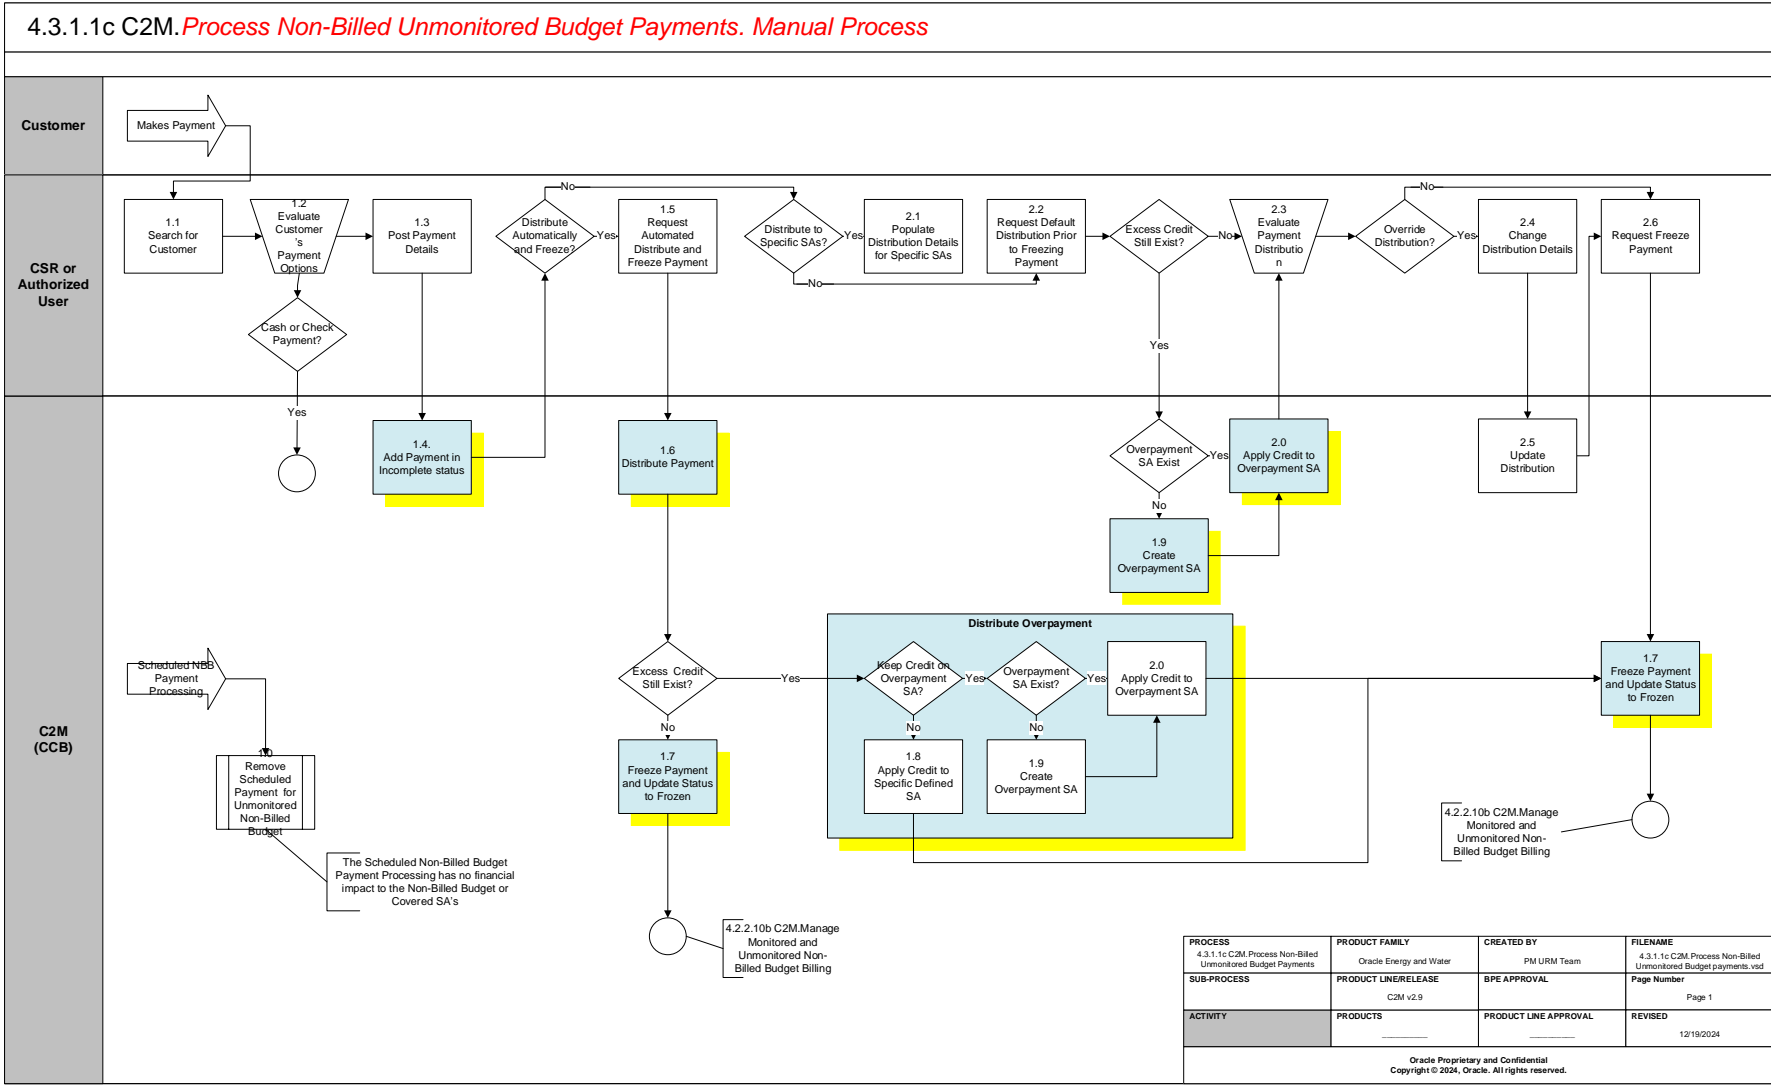 4.3.1.1c C2M.Process Non-Billed Unmonitored Budget Payments. Manual Process
Customer
Makes Payment
CSR or
Authorized
User
1.1
Search for
Customer
1.2
Evaluate
Customer
's
Payment
Options
Cash or Check
Payment?
Yes
1.3
Post Payment
Details
Distribute
Automatically
and Freeze?
No
Yes
1.5
Request
Automated
Distribute and
Freeze Payment
Distribute to
Specific SAs?
Yes
No
2.1
Populate
Distribution Details
for Specific SAs
2.2
Request Default
Distribution Prior
to Freezing
Payment
Excess Credit
Still Exist?
No
Yes
2.3
Evaluate
Payment
Distributio
n
Override
Distribution?
No
Yes
2.4
Change
Distribution Details
2.6
Request Freeze
Payment
C2M
(CCB)
1.4.
Add Payment in
Incomplete status
1.6
Distribute Payment
Overpayment
SA Exist
Yes
No
2.0
Apply Credit to
Overpayment SA
1.9
Create
Overpayment SA
2.5
Update
Distribution
Scheduled NBB
Payment
Processing
1.0
Remove
Scheduled
Payment for
Unmonitored
Non-Billed
Budget
The Scheduled Non-Billed Budget
Payment Processing has no financial
impact to the Non-Billed Budget or
Covered SA's
Excess Credit
Still Exist?
Yes
No
1.7
Freeze Payment
and Update Status
to Frozen
4.2.2.10b C2M.Manage
Monitored and
Unmonitored Non-
Billed Budget Billing
Distribute Overpayment
Keep Credit on
Overpayment
SA?
Yes
No
Overpayment
SA Exist?
Yes
No
2.0
Apply Credit to
Overpayment SA
1.8
Apply Credit to
Specific Defined
SA
1.9
Create
Overpayment SA
1.7
Freeze Payment
and Update Status
to Frozen
4.2.2.10b C2M.Manage
Monitored and
Unmonitored Non-
Billed Budget Billing
PROCESS
4.3.1.1c C2M.Process Non-Billed
Unmonitored Budget Payments
PRODUCT FAMILY
Oracle Energy and Water
CREATED BY
PM URM Team
FILENAME
4.3.1.1c C2M.Process Non-Billed
Unmonitored Budget payments.vsd
SUB-PROCESS
PRODUCT LINE/RELEASE
C2M v2.9
BPE APPROVAL
Page Number
Page 1
ACTIVITY
PRODUCTS
PRODUCT LINE APPROVAL
REVISED
12/19/2024
Oracle Proprietary and Confidential
Copyright © 2024, Oracle. All rights reserved.